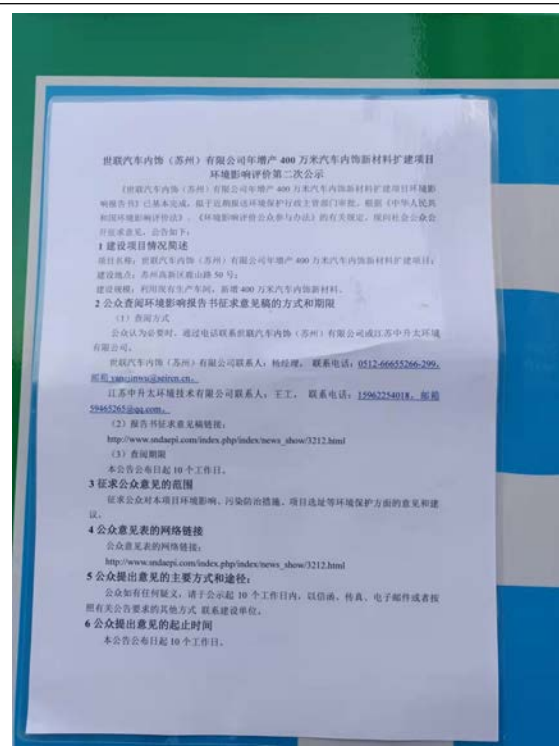 世联汽车内饰（苏州）有限公司年增产 400 万米汽车内饰新材料扩建项目
环境影响评价第二次公示
《世联汽车内饰（苏州）有限公司年增产 400 万米汽车内饰新材料扩建项目环境影
响报告书》已基本完成，拟于近期报送环境保护行政主管部门审批。根据《中华人民共
和国环境影响评价法》、《环境影响评价公众参与办法》的有关规定，现向社会公众公
开征求意见，公告如下：
1 建设项目情况简述
项目名称：世联汽车内饰（苏州）有限公司年增产 400 万米汽车内饰新材料扩建项目；
建设地点：苏州高新区鹿山路 50 号；
建设规模：利用现有生产车间，新增 400 万米汽车内饰新材料。
2 公众查阅环境影响报告书征求意见稿的方式和期限
（1）查阅方式
公众认为必要时，通过电话联系世联汽车内饰（苏州）有限公司或江苏中升太环境
有限公司。
世联汽车内饰（苏州）有限公司联系人：杨经理， 联系电话：0512-66655266-299，
邮箱
江苏中升太环境技术有限公司联系人：王工， 联系电话：15962254018，邮箱
59465265@qq.com。
（2）报告书征求意见稿链接：
http://www.sndaepi.com/index.php/index/news_show/3212.html
（3）查阅期限
本公告公布日起 10 个工作日。
3 征求公众意见的范围
征求公众对本项目环境影响、污染防治措施、项目选址等环境保护方面的意见和建
议。
4 公众意见表的网络链接
公众意见表的网络链接：
http://www.sndaepi.com/index.php/index/news_show/3212.html
5 公众提出意见的主要方式和途径：
公众如有任何疑义，请于公示起 10 个工作日内，以信函、传真、电子邮件或者按
照有关公告要求的其他方式 联系建设单位。
6 公众提出意见的起止时间
本公告公布日起 10 个工作日。